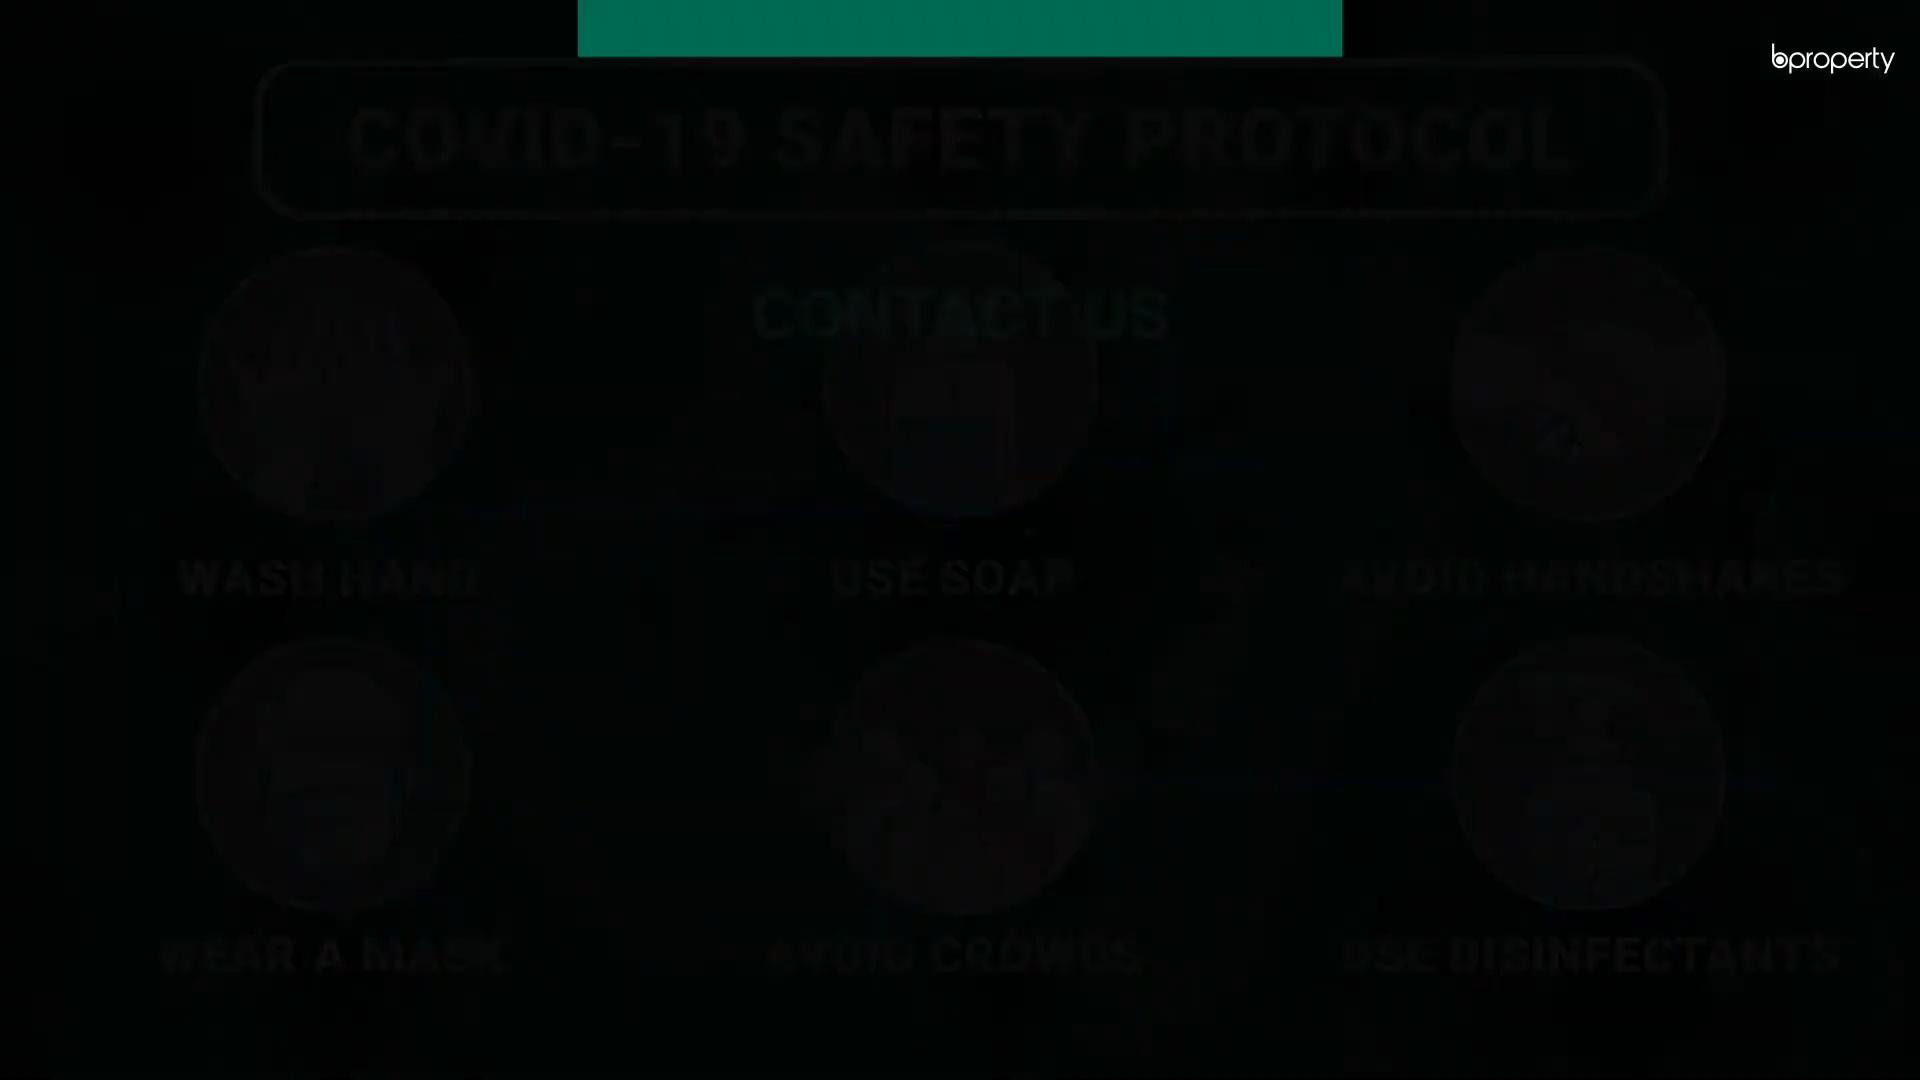 bproperty
COVID-19 SAFETY PROTOCOL
CONTACT US
WASH HAND
USE SOAP
AVOID HANDSHAKES
WEAR A MASK
AVOID CROWDS
USE DISINFECTANTS